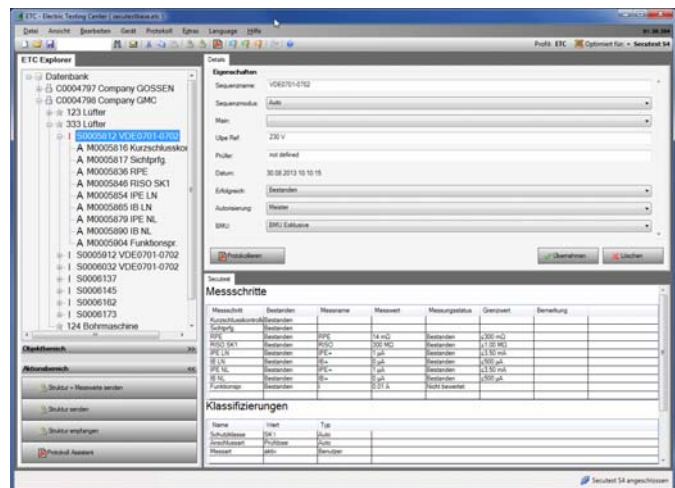 ETC - Electric Testing Center ( secutestbase.etc )
Datei Ansicht Bearbeiten Gerät Protokoll Extras Language Hilfe
Profil: ETC Optimiert für: Secutest S4
ETC Explorer
Datenbank
C0004797 Company GOSSEN
C0004798 Company GMC
123 Lüfter
333 Lüfter
S0005812 VDE0701-0702
A M0005816 Kurzschlusskor
A M0005817 Sichtprfg.
A M0005836 RPE
A M0005846 RISO SK1
A M0005854 IPE LN
A M0005865 IB LN
A M0005879 IPE NL
A M0005890 IB NL
A M0005904 Funktionspr.
S0005912 VDE0701-0702
S0006032 VDE0701-0702
S0006137
S0006145
S0006162
S0006173
124 Bohrmaschine
Objektbereich
Aktionsbereich
Struktur + Messwerte senden
Struktur senden
Struktur empfangen
Protokoll Assistent
Details
Eigenschaften
Sequenzname: VDE0701-0702
Sequenzmodus: Auto
Main:
Ulpe Ref: 230 V
Prüfer: not defined
Datum: 30.08.2013 10:10:15
Erfolgreich: Bestanden
Autorisierung: Meister
BMU: BMU Exklusive
Protokollieren Übernehmen Löschen
Secutest
Messschritte
Messschritt Bestanden Messname Messwert Messungsstatus Grenzwert Bemerkung
Kurzschlusskontroll Bestanden
Sichtprfg. Bestanden
RPE Bestanden RPE 14 mΩ Bestanden ≤300 mΩ
RISO SK1 Bestanden RISO 300 MΩ Bestanden ≥1.00 MΩ
IPE LN Bestanden IPE~ 1 µA Bestanden ≤3.50 mA
IB LN Bestanden IB~ 0 µA Bestanden ≤500 µA
IPE NL Bestanden IPE~ 1 µA Bestanden ≤3.50 mA
IB NL Bestanden IB~ 0 µA Bestanden ≤500 µA
Funktionspr. Bestanden I 0.01 A Nicht bewertet
Klassifizierungen
Name Wert Typ
Schutzklasse SK1 Auto
Anschlussart Prüfdose Auto
Messart aktiv Benutzer
Secutest S4 angeschlossen